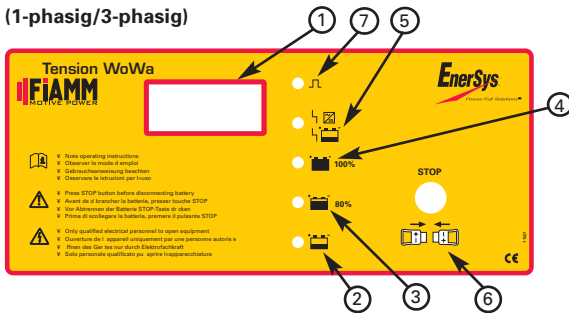 (1-phasig/3-phasig)
1
7
5
Tension WoWa
FIAMM
MOTIVE POWER
EnerSys
Power/Full Solutions™
4
100%
STOP
¥ Note operating instructions
¥ Observer le mode d emploi
¥ Gebrauchsanweisung beachten
¥ Osservare le istruzioni per l‹uso
¥ Press STOP button before disconnecting battery
¥ Avant de d brancher la batterie, presser touche STOP
¥ Vor Abtrennen der Batterie STOP-Taste dr cken
¥ Prima di scollegare la batteria, premere il pulsante STOP
80%
¥ Only qualified electrical personnel to open equipment
¥ Ouverture de l appareil uniquement par une personne autoris e
¥ ffnen des Ger tes nur durch Elektrofachkraft
¥ Solo personale qualificato pu aprire l‹apparecchiatura
CE
2
3
6